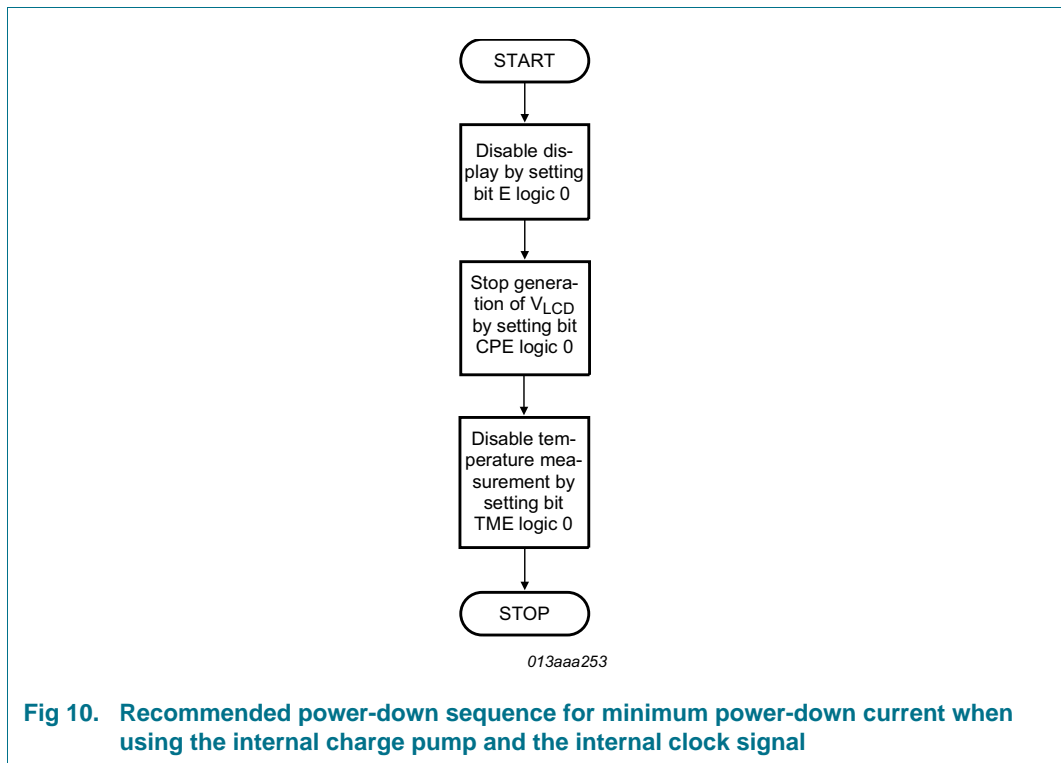 START
Disable dis-
play by setting
bit E logic 0
Stop genera-
tion of VLCD
by setting bit
CPE logic 0
Disable tem-
perature mea-
surement by
setting bit
TME logic 0
STOP
013aaa253
Fig 10. Recommended power-down sequence for minimum power-down current when
using the internal charge pump and the internal clock signal